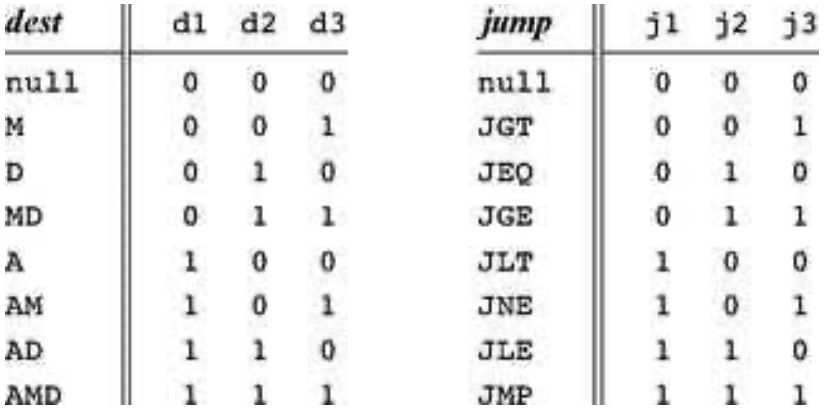 dest d1 d2 d3 jump j1 j2 j3
null 0 0 0 null 0 0 0
M 0 0 1 JGT 0 0 1
D 0 1 0 JEQ 0 1 0
MD 0 1 1 JGE 0 1 1
A 1 0 0 JLT 1 0 0
AM 1 0 1 JNE 1 0 1
AD 1 1 0 JLE 1 1 0
AMD 1 1 1 JMP 1 1 1